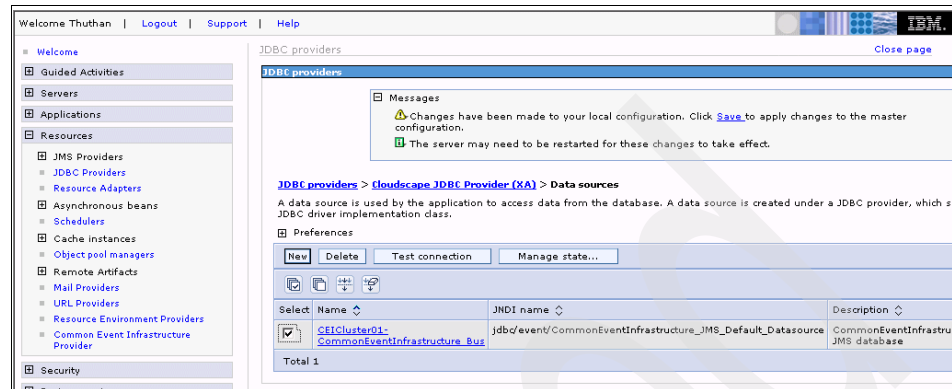 Welcome Thuthan | Logout | Support | Help
IBM.
Welcome
Guided Activities
Servers
Applications
Resources
JMS Providers
JDBC Providers
Resource Adapters
Asynchronous beans
Schedulers
Cache instances
Object pool managers
Remote Artifacts
Mail Providers
URL Providers
Resource Environment Providers
Common Event Infrastructure
Provider
Security
JDBC providers
Close page
JDBC providers
Messages
Changes have been made to your local configuration. Click Save to apply changes to the master
configuration.
The server may need to be restarted for these changes to take effect.
JDBC providers > Cloudscape JDBC Provider (XA) > Data sources
A data source is used by the application to access data from the database. A data source is created under a JDBC provider, which s
JDBC driver implementation class.
Preferences
New Delete Test connection Manage state...
Select Name JNDI name Description
CEICluster01-
CommonEventInfrastructure_Bus
jdbc/event/CommonEventInfrastructure_JMS_Default_Datasource
CommonEventInfrastru
JMS database
Total 1